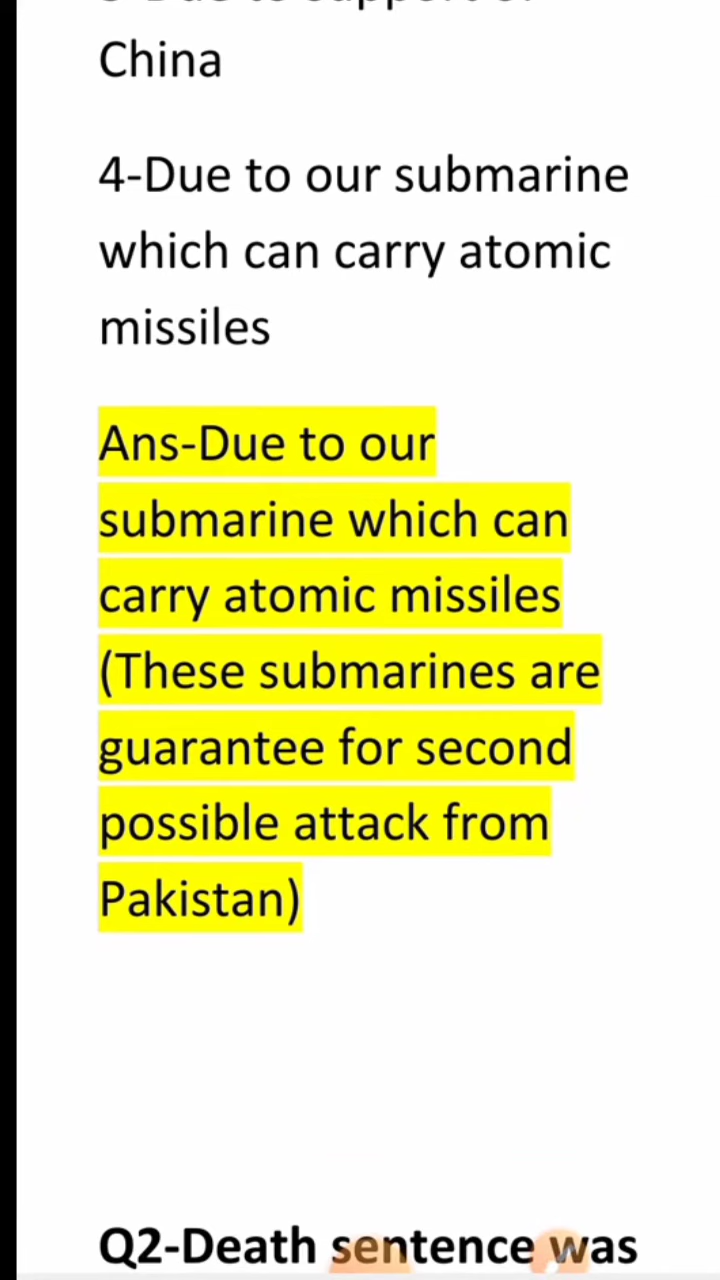 China
4-Due to our submarine
which can carry atomic
missiles
Ans-Due to our
submarine which can
carry atomic missiles
(These submarines are
guarantee for second
possible attack from
Pakistan)
Q2-Death sentence was